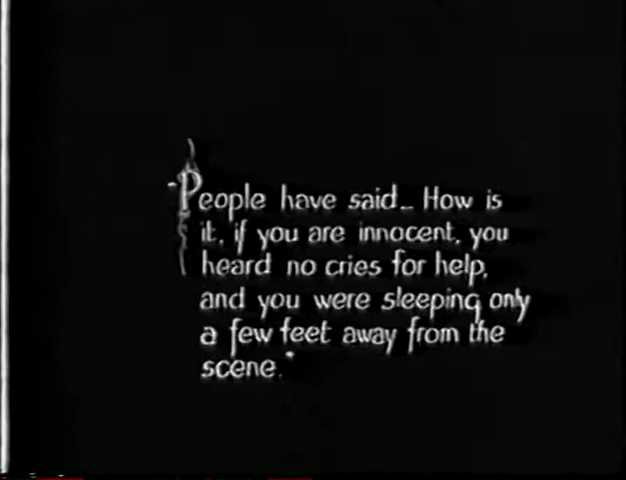 "People have said... How is
it, if you are innocent, you
heard no cries for help,
and you were sleeping only
a few feet away from the
scene."